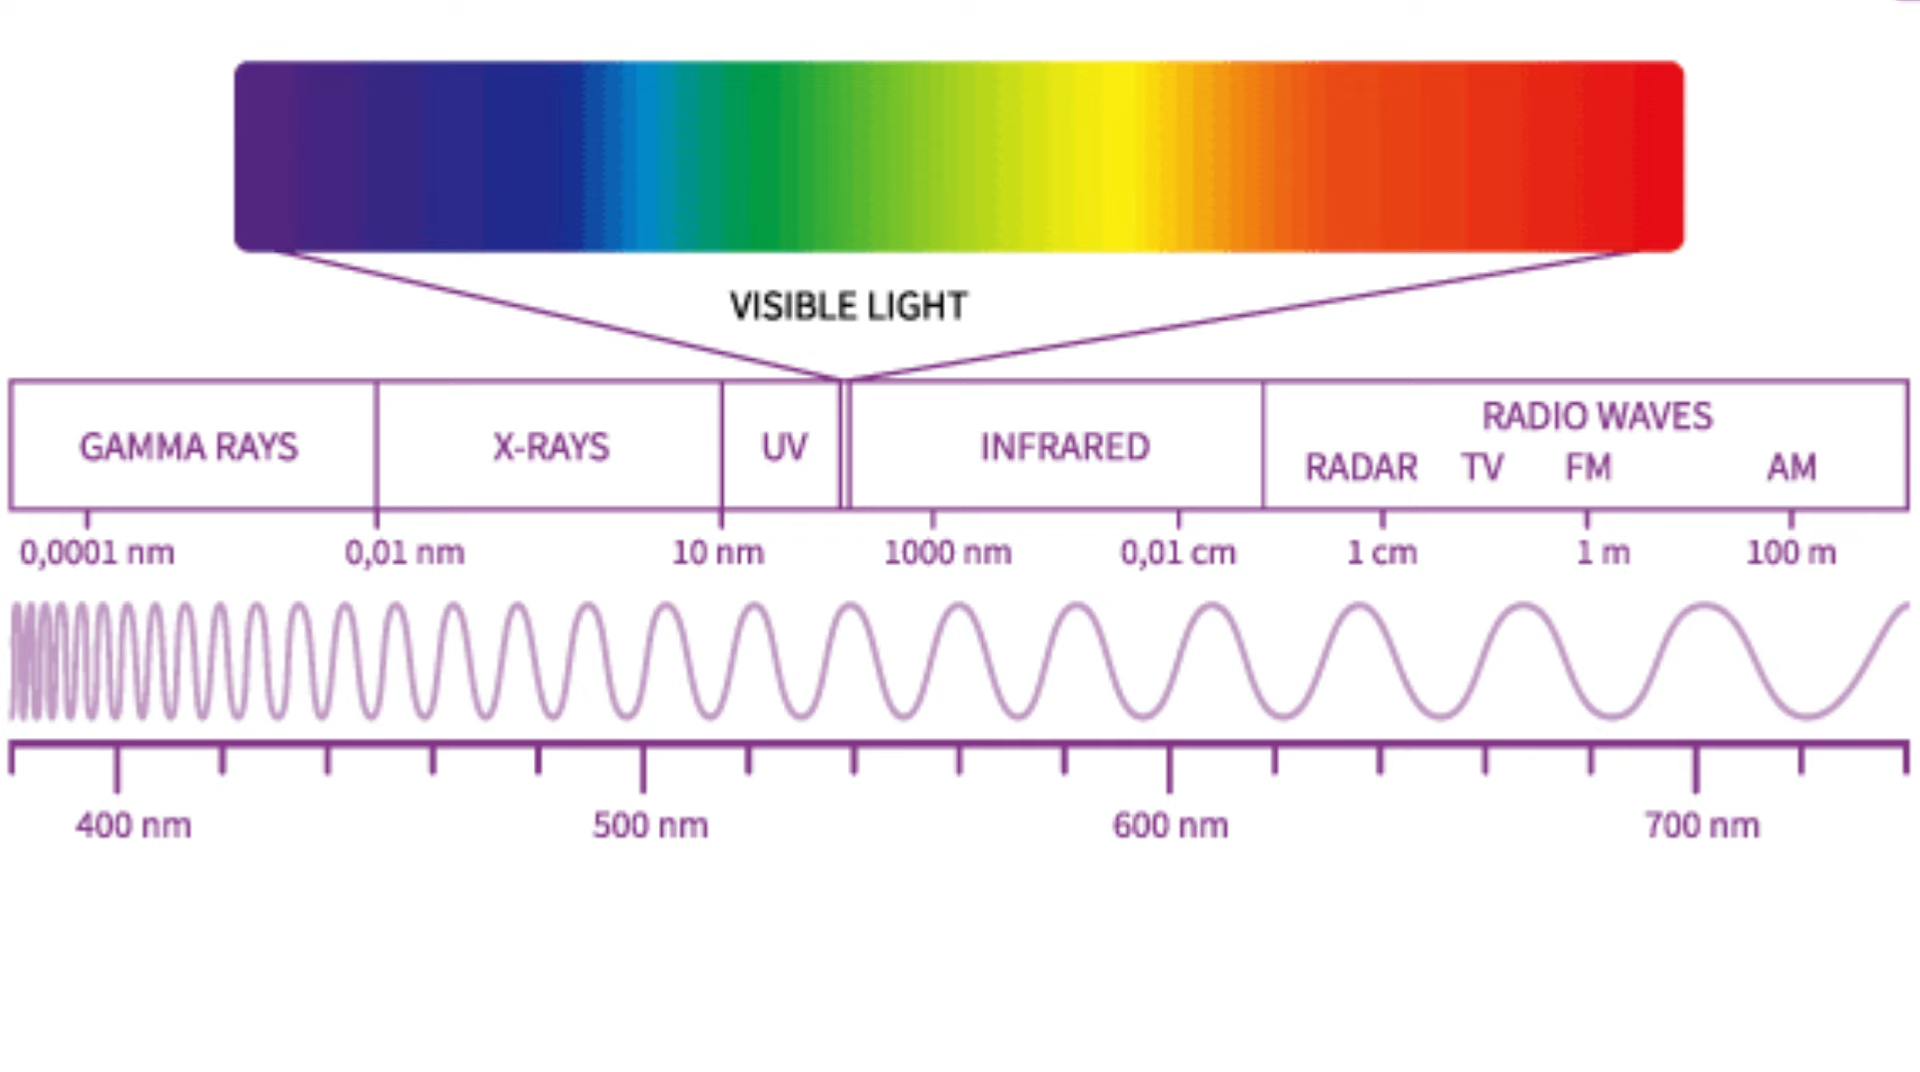 VISIBLE LIGHT
GAMMA RAYS X-RAYS UV INFRARED RADIO WAVES
RADAR TV FM AM
0,0001 nm 0,01 nm 10 nm 1000 nm 0,01 cm 1 cm 1 m 100 m
400 nm 500 nm 600 nm 700 nm